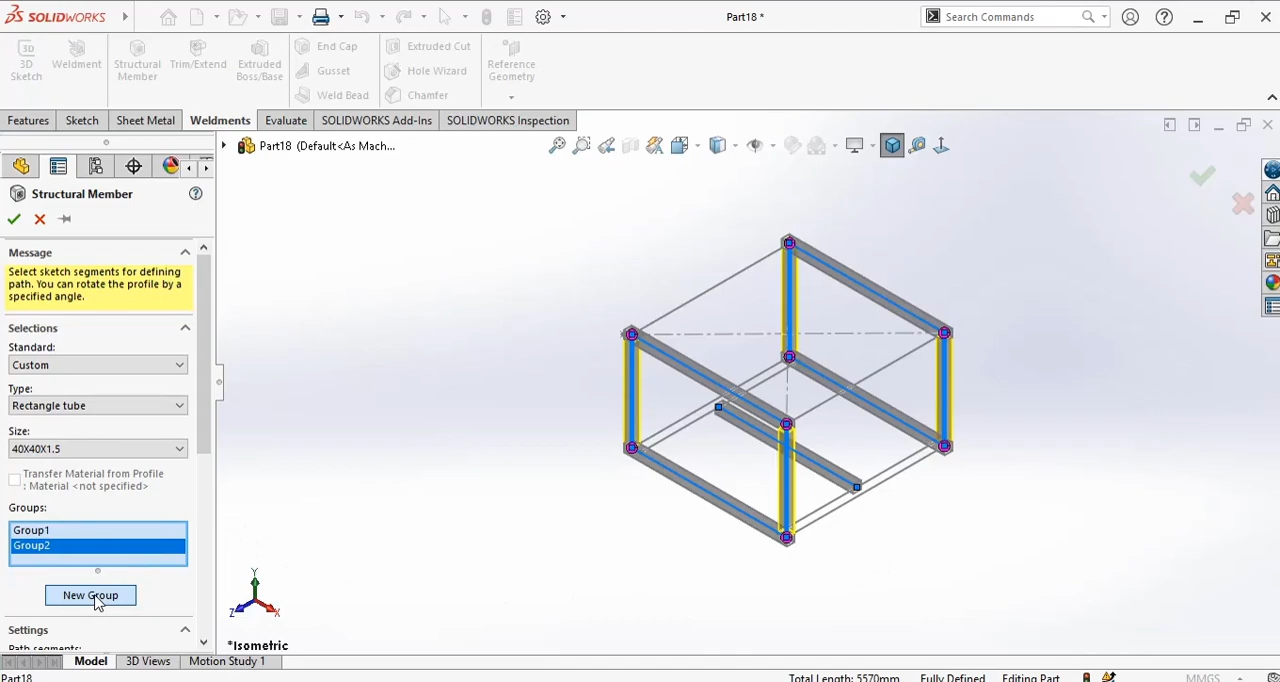 SOLIDWORKS
Part18 *
Search Commands
3D Sketch
Weldment
Structural Member
Trim/Extend
Extruded Boss/Base
End Cap
Gusset
Weld Bead
Extruded Cut
Hole Wizard
Chamfer
Reference Geometry
Features
Sketch
Sheet Metal
Weldments
Evaluate
SOLIDWORKS Add-Ins
SOLIDWORKS Inspection
Part18 (Default<As Mach...
Structural Member
Message
Select sketch segments for defining
path. You can rotate the profile by a
specified angle.
Selections
Standard:
Custom
Type:
Rectangle tube
Size:
40X40X1.5
Transfer Material from Profile
: Material <not specified>
Groups:
Group1
Group2
New Group
Settings
Path segments:
Y
Z
X
*Isometric
Model
3D Views
Motion Study 1
Part18
Total Length: 5570mm
Fully Defined
Editing Part
MMGS